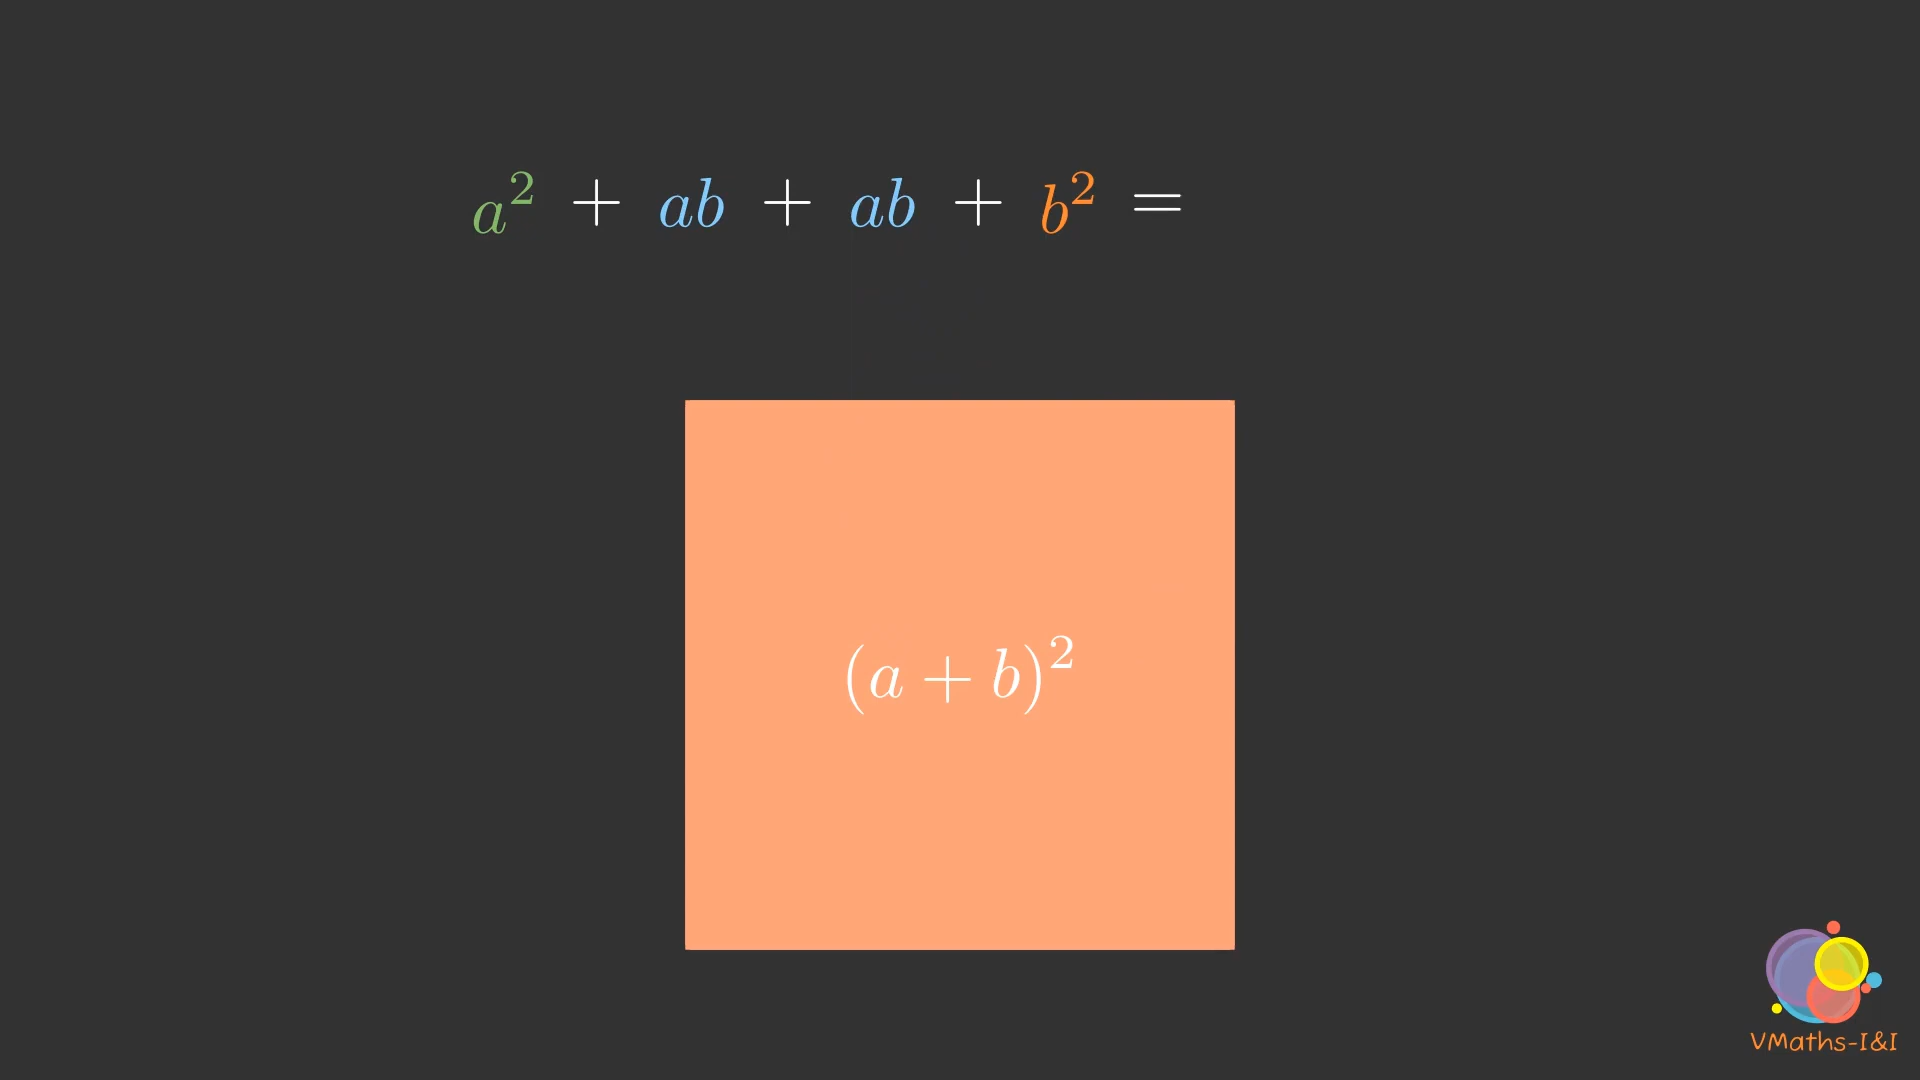 a² + ab + ab + b² =
(a + b)²
VMaths-I&I